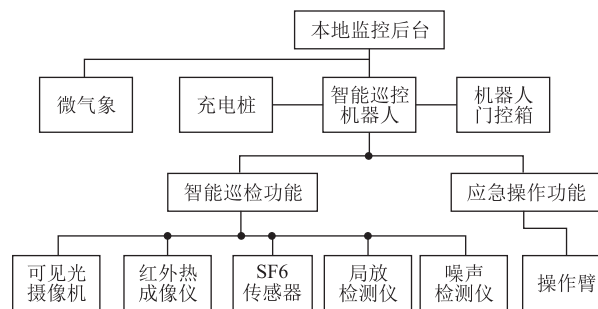 本地监控后台
微气象
充电桩
智能巡控
机器人
机器人
门控箱
智能巡检功能
应急操作功能
可见光
摄像机
红外热
成像仪
SF6
传感器
局放
检测仪
噪声
检测仪
操作臂